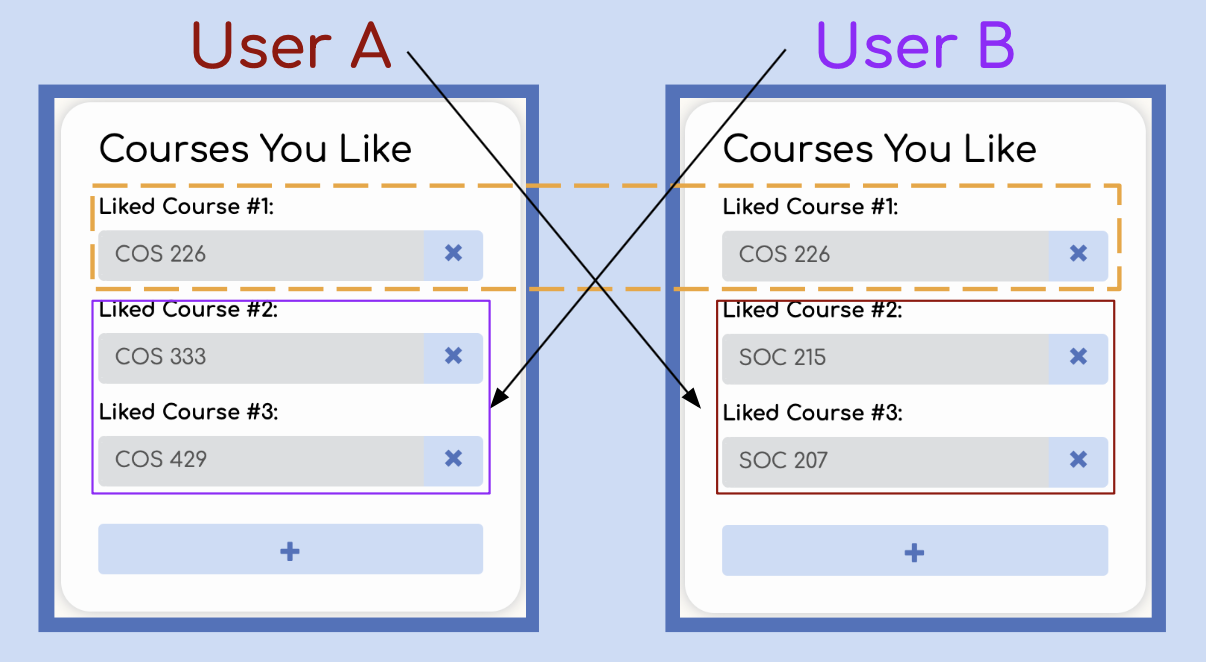 User A
User B
Courses You Like
Liked Course #1:
COS 226
Liked Course #2:
COS 333
Liked Course #3:
COS 429
Courses You Like
Liked Course #1:
COS 226
Liked Course #2:
SOC 215
Liked Course #3:
SOC 207